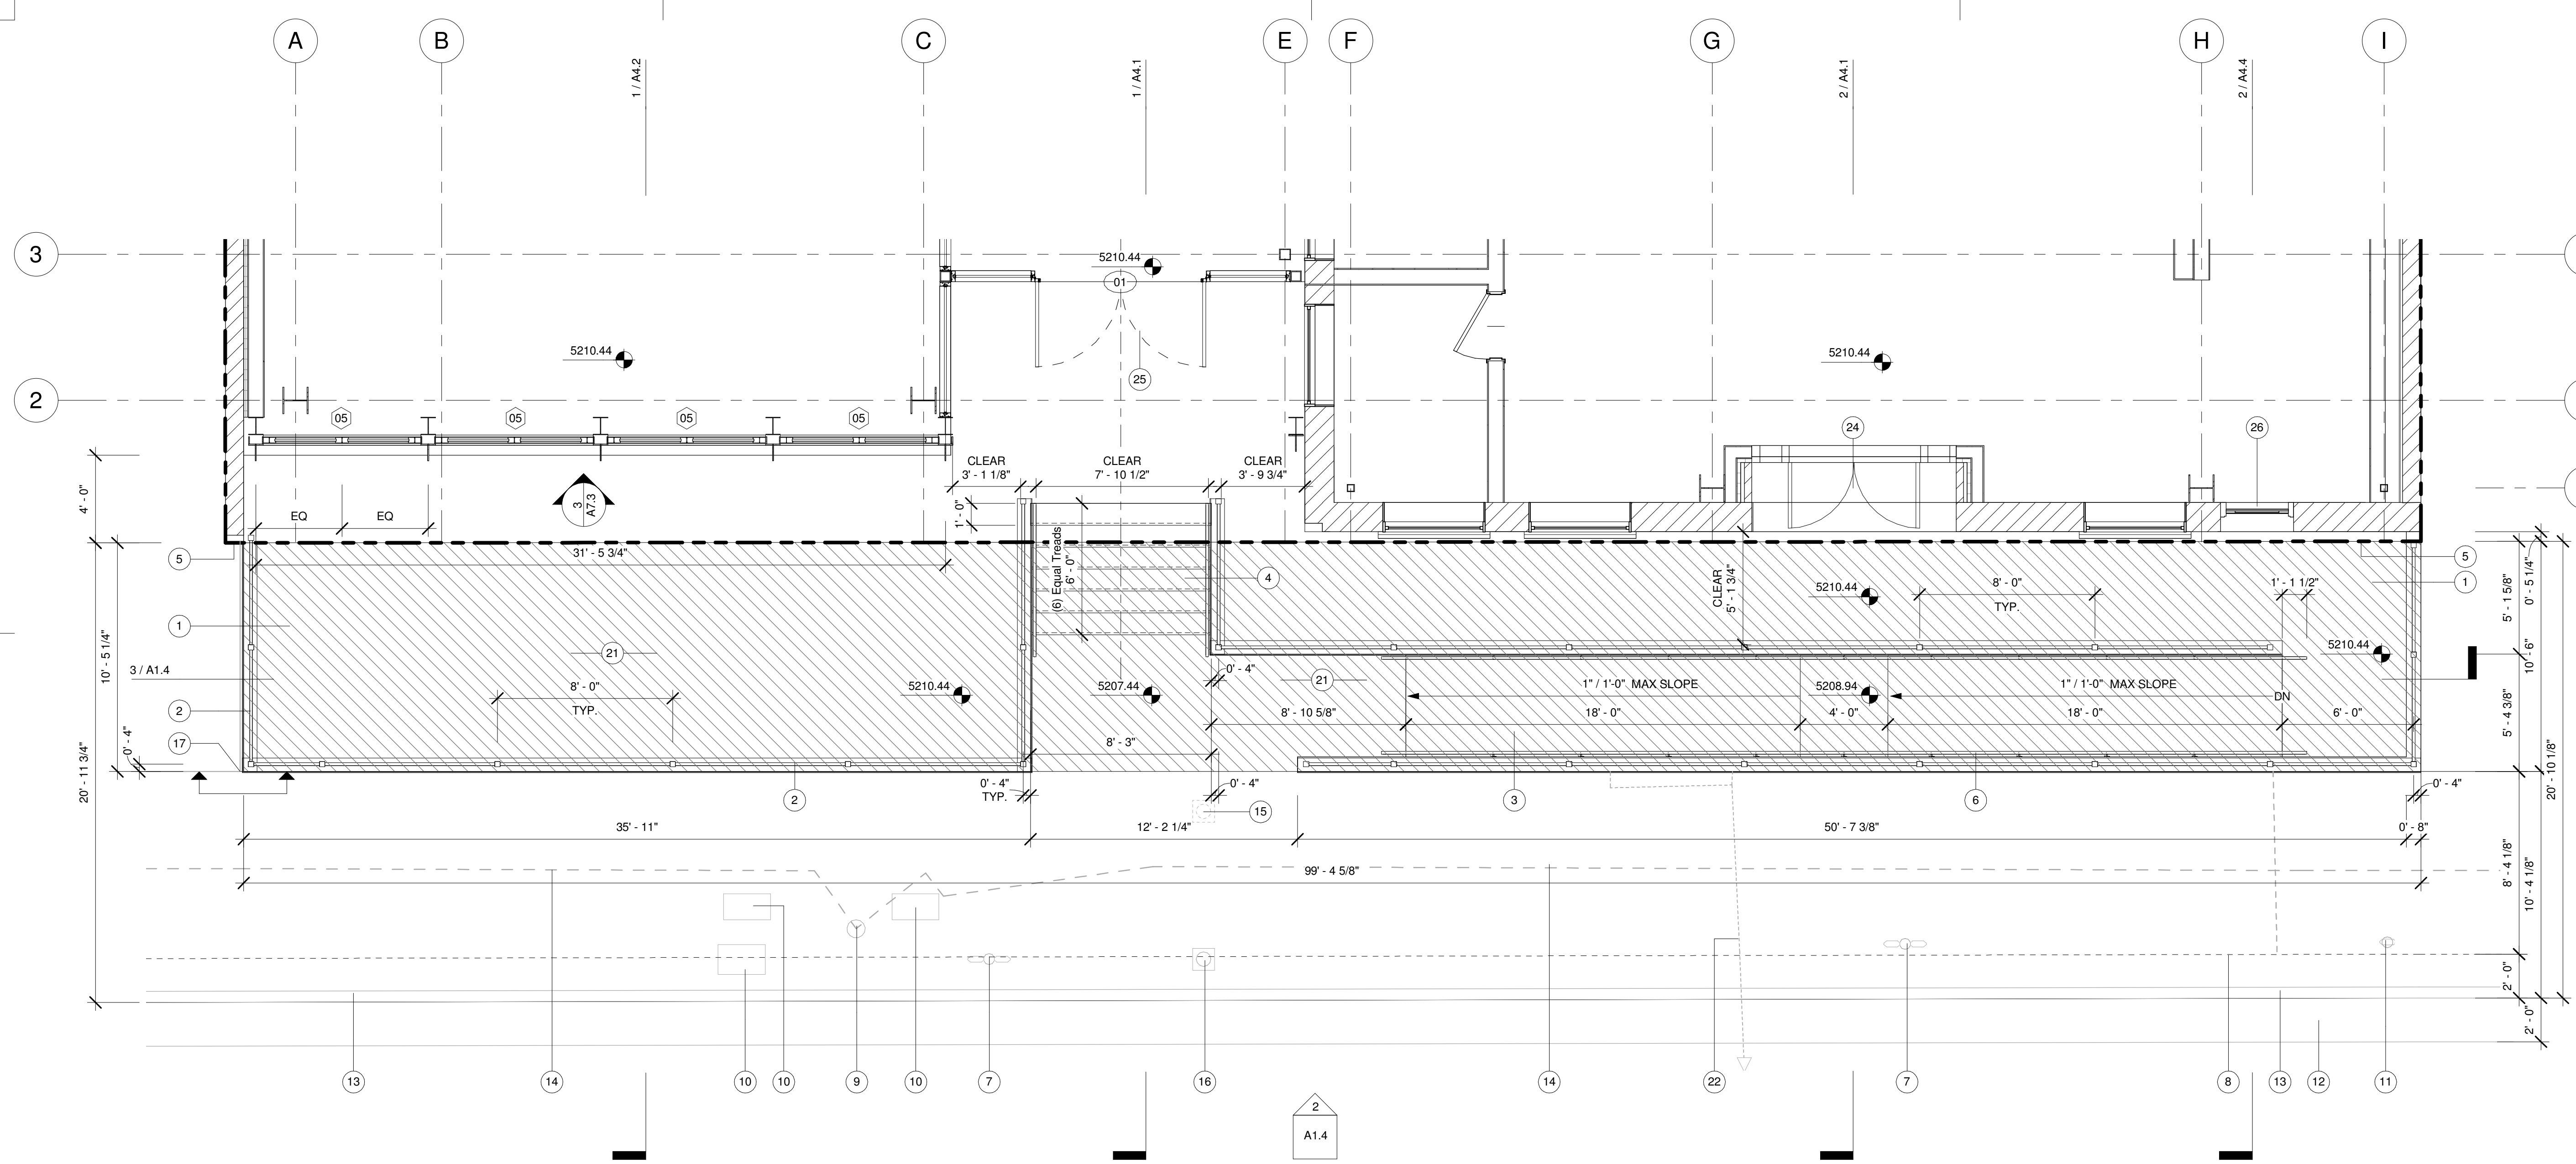 A B C E F G H I
1 / A4.2
1 / A4.1
2 / A4.1
2 / A4.4
3
5210.44
5210.44
01
5210.44
5210.44
25
2
05 05 05 05
24
26
CLEAR
3' - 1 1/8"
CLEAR
7' - 10 1/2"
CLEAR
3' - 9 3/4"
4' - 0"
3
A7.3
1' - 0"
EQ EQ
31' - 5 3/4"
5
5
(6) Equal Treads
6' - 0"
4
CLEAR
5' - 1 3/4"
5210.44
8' - 0"
TYP.
1' - 1 1/2"
1
5' - 1 5/8"
0' - 5 1/4"
1
10' - 5 1/4"
21
5210.44
3 / A1.4
10' - 6"
8' - 0"
TYP.
5210.44
5207.44
0' - 4"
21
1" / 1'-0"  MAX SLOPE
5208.94
1" / 1'-0"  MAX SLOPE
DN
2
8' - 10 5/8"
18' - 0"
4' - 0"
18' - 0"
6' - 0"
5' - 4 3/8"
17
0' - 4"
8' - 3"
20' - 11 3/4"
20' - 10 1/8"
0' - 4"
TYP.
0' - 4"
0' - 4"
2
3
6
15
35' - 11"
12' - 2 1/4"
50' - 7 3/8"
0' - 8"
99' - 4 5/8"
8' - 4 1/8"
10' - 4 1/8"
2' - 0"
2' - 0"
13 14 10 10 9 10 7 16 14 22 7 8 13 12 11
2
A1.4